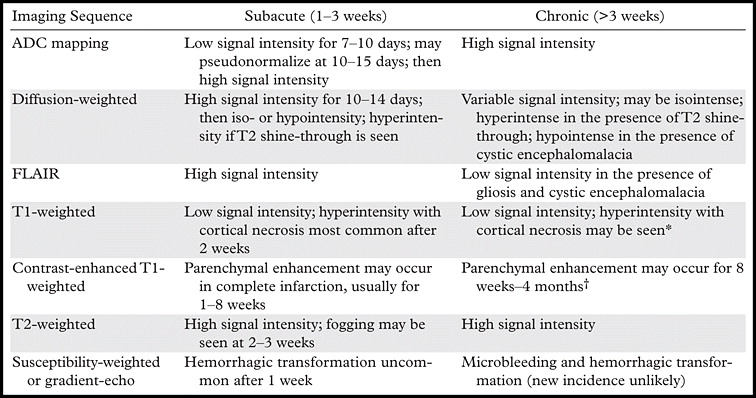 Imaging Sequence Subacute (1–3 weeks) Chronic (>3 weeks)
ADC mapping Low signal intensity for 7–10 days; may High signal intensity
pseudonormalize at 10–15 days; then
high signal intensity
Diffusion-weighted High signal intensity for 10–14 days; Variable signal intensity; may be isointense;
then iso- or hypointensity; hyperinten- hyperintense in the presence of T2 shine-
sity if T2 shine-through is seen through; hypointense in the presence of
cystic encephalomalacia
FLAIR High signal intensity Low signal intensity in the presence of
gliosis and cystic encephalomalacia
T1-weighted Low signal intensity; hyperintensity with Low signal intensity; hyperintensity with
cortical necrosis most common after cortical necrosis may be seen*
2 weeks
Contrast-enhanced T1- Parenchymal enhancement may occur Parenchymal enhancement may occur for 8
weighted in complete infarction, usually for weeks–4 months†
1–8 weeks
T2-weighted High signal intensity; fogging may be High signal intensity
seen at 2–3 weeks
Susceptibility-weighted Hemorrhagic transformation uncom- Microbleeding and hemorrhagic transfor-
or gradient-echo mon after 1 week mation (new incidence unlikely)